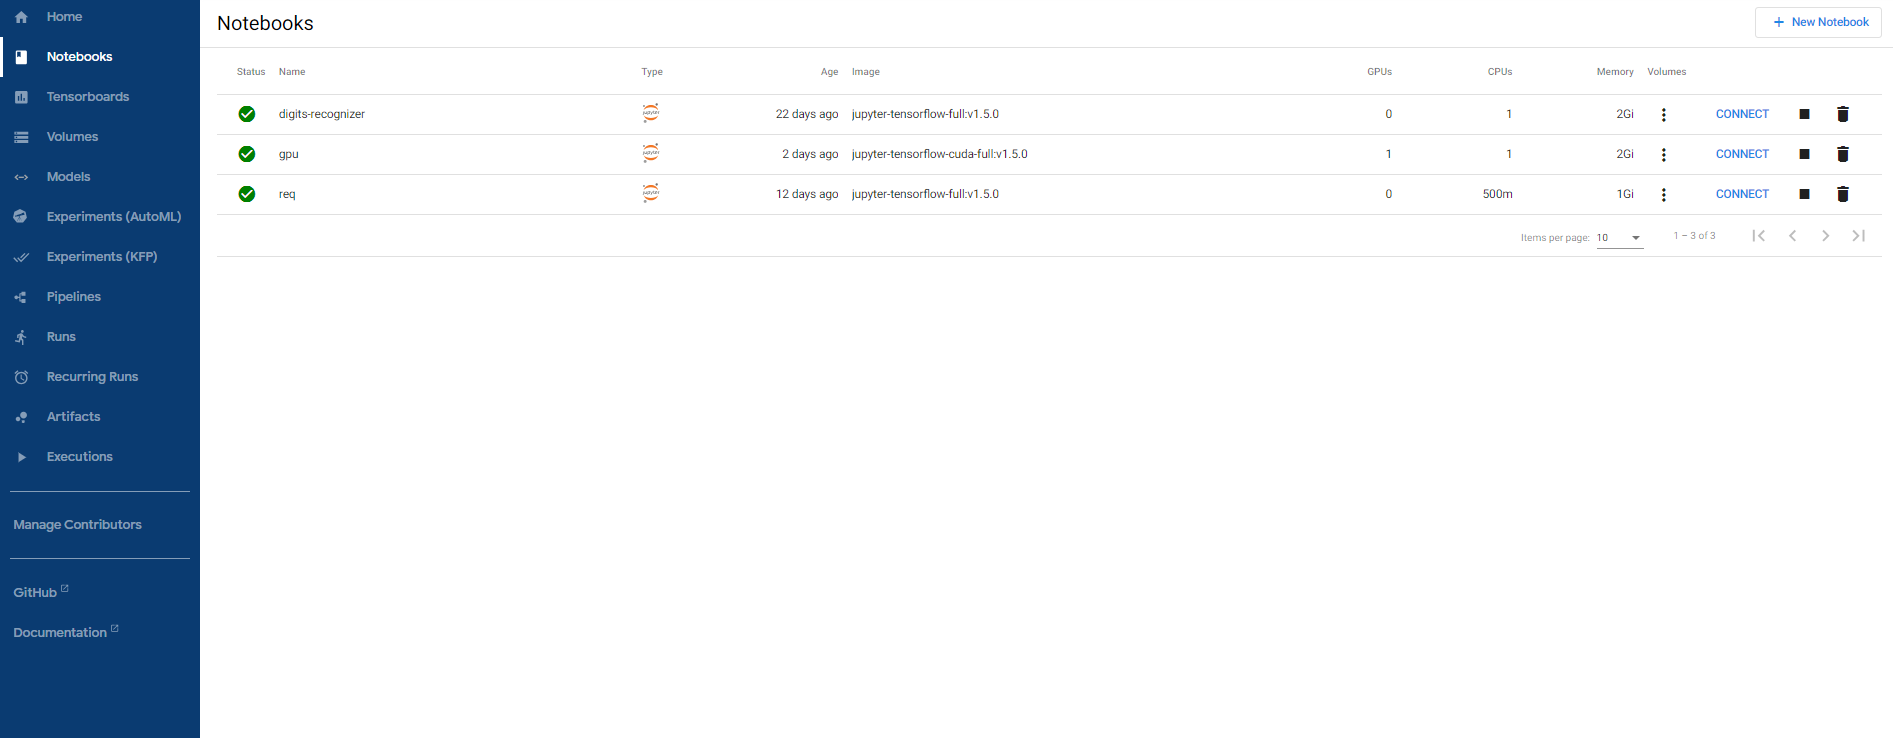 Home
Notebooks
Tensorboards
Volumes
Models
Experiments (AutoML)
Experiments (KFP)
Pipelines
Runs
Recurring Runs
Artifacts
Executions
Manage Contributors
GitHub
Documentation
Notebooks
New Notebook
Status Name Type Age Image GPUs CPUs Memory Volumes
digits-recognizer jupyter 22 days ago jupyter-tensorflow-full:v1.5.0 0 1 2Gi CONNECT
gpu jupyter 2 days ago jupyter-tensorflow-cuda-full:v1.5.0 1 1 2Gi CONNECT
req jupyter 12 days ago jupyter-tensorflow-full:v1.5.0 0 500m 1Gi CONNECT
Items per page: 10 1 – 3 of 3